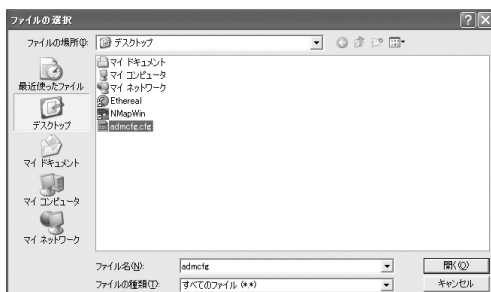 ファイルの選択
ファイルの場所(I):
デスクトップ
最近使ったファイル
デスクトップ
マイ ドキュメント
マイ コンピュータ
マイ ネットワーク
マイ ドキュメント
マイ コンピュータ
マイ ネットワーク
Ethereal
NMapWin
admcfg.cfg
ファイル名(N):
admcfg
開く(O)
ファイルの種類(T):
すべてのファイル (*.*)
キャンセル